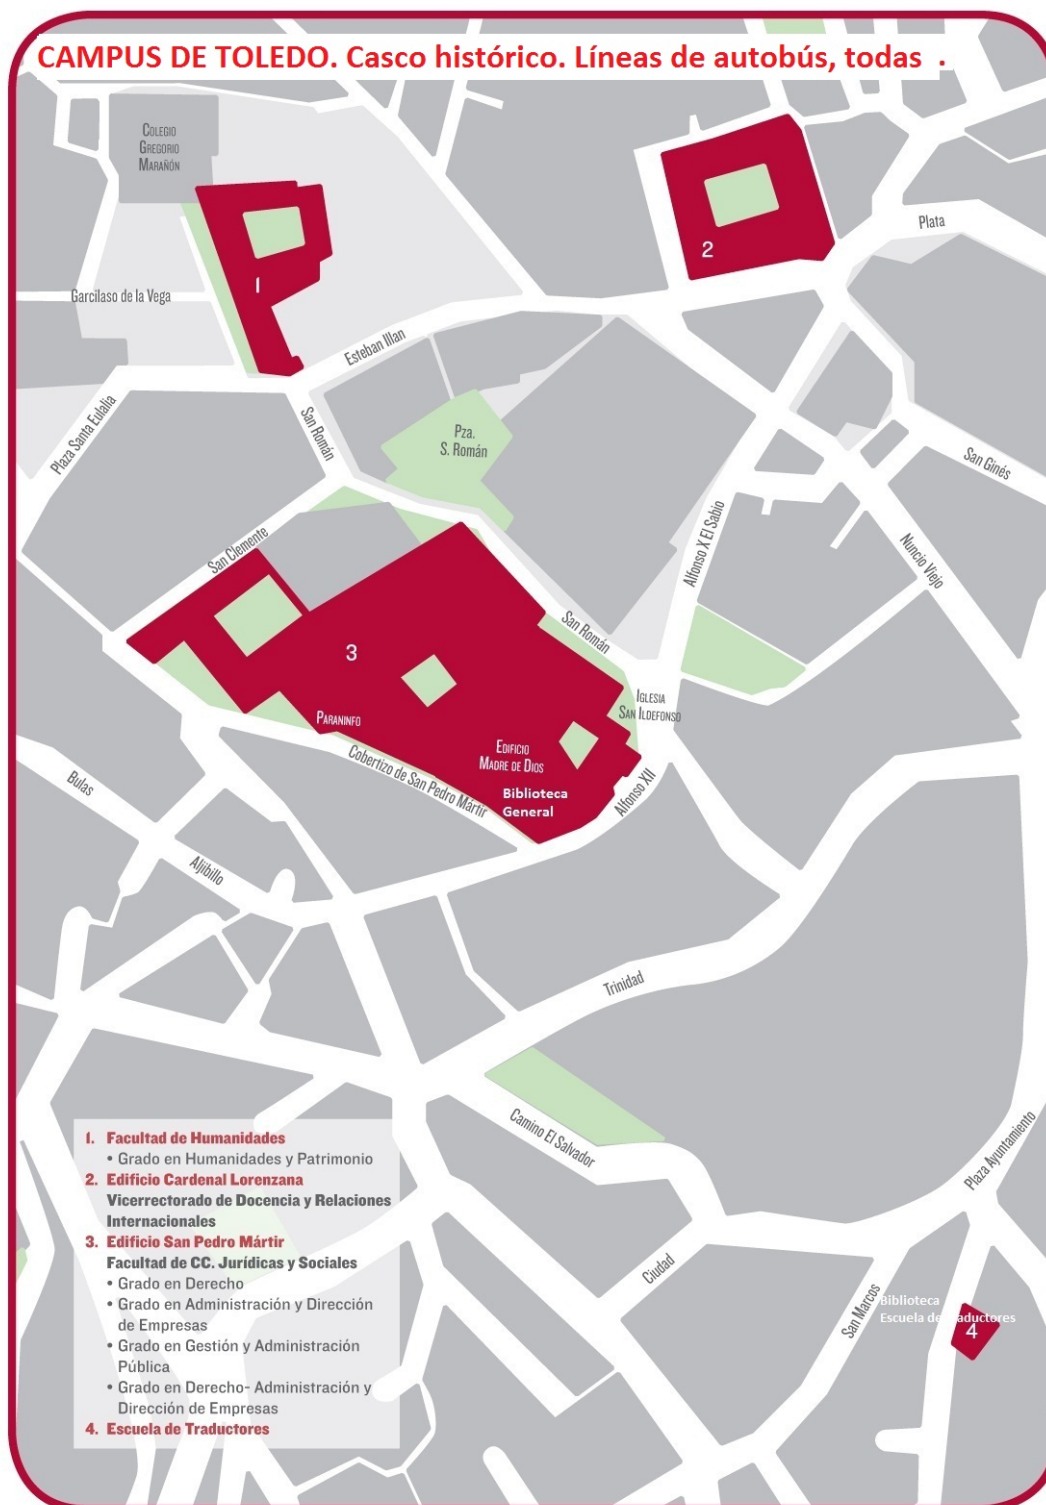 CAMPUS DE TOLEDO. Casco histórico. Líneas de autobús, todas .
COLEGIO
GREGORIO
MARAÑÓN
1
2
Plata
Garcilaso de la Vega
Esteban Illan
Plaza Santa Eulalia
San Román
Pza.
S. Román
San Ginés
San Clemente
Alfonso X El Sabio
Nuncio Viejo
3
San Román
IGLESIA
SAN ILDEFONSO
PARANINFO
EDIFICIO
MADRE DE DIOS
Biblioteca
General
Cobertizo de San Pedro Mártir
Alfonso XII
Bulas
Aljibillo
Trinidad
Camino El Salvador
Plaza Ayuntamiento
Ciudad
San Marcos
Biblioteca
Escuela de Traductores
4
1. Facultad de Humanidades
• Grado en Humanidades y Patrimonio
2. Edificio Cardenal Lorenzana
Vicerrectorado de Docencia y Relaciones
Internacionales
3. Edificio San Pedro Mártir
Facultad de CC. Jurídicas y Sociales
• Grado en Derecho
• Grado en Administración y Dirección
de Empresas
• Grado en Gestión y Administración
Pública
• Grado en Derecho- Administración y
Dirección de Empresas
4. Escuela de Traductores